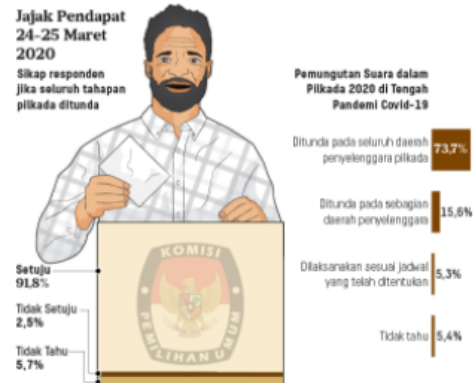 Jajak Pendapat
24-25 Maret
2020
Sikap responden
jika seluruh tahapan
pilkada ditunda
Setuju
91,8%
Tidak Setuju
2,5%
Tidak Tahu
5,7%
KOMISI
PEMILIHAN UMUM
Pemungutan Suara dalam
Pilkada 2020 di Tengah
Pandemi Covid-19
Ditunda pada seluruh daerah
penyelenggara pilkada
73,7%
Ditunda pada sebagian
daerah penyelenggara
15,6%
Dilaksanakan sesuai jadwal
yang telah ditentukan
5,3%
Tidak tahu
5,4%